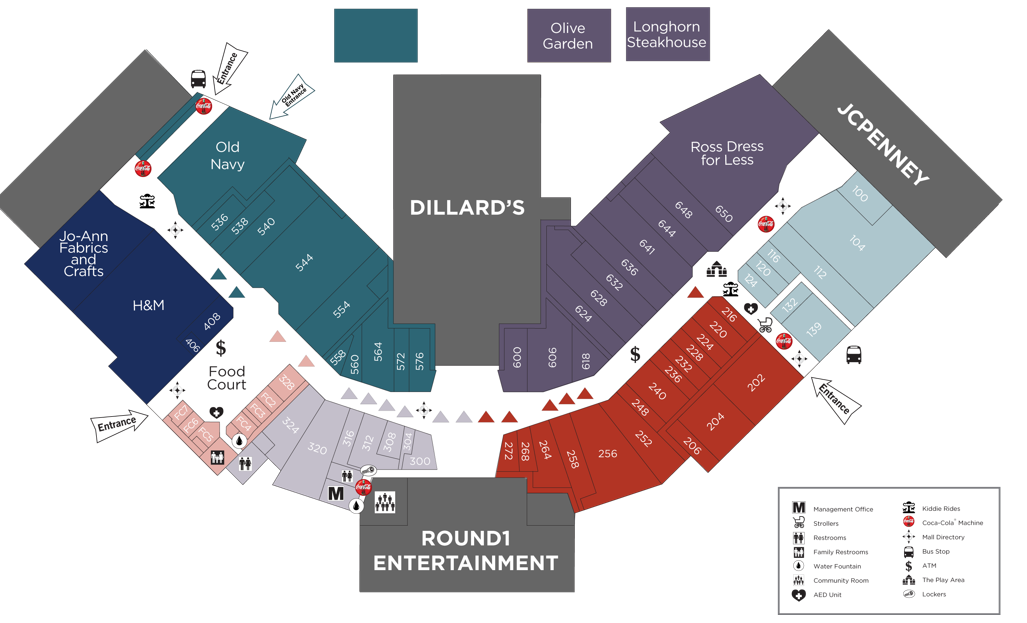 Olive
Garden
Longhorn
Steakhouse
Entrance
Old Navy
Entrance
Old
Navy
Ross Dress
for Less
JCPENNEY
DILLARD'S
Jo-Ann
Fabrics
and
Crafts
H&M
408
406
536
538
540
544
554
558
560
564
572
576
600
606
618
624
628
632
636
641
644
648
650
100
104
112
116
120
124
132
139
$
Food
Court
Entrance
FC7
FC6
FC5
FC4
FC3
FC2
328
324
320
316
312
308
304
300
$
216
220
224
228
232
236
240
248
252
256
258
264
268
272
202
204
206
Entrance
M
ROUND1
ENTERTAINMENT
M Management Office
Strollers
Restrooms
Family Restrooms
Water Fountain
Community Room
AED Unit
Kiddie Rides
Coca-Cola Coca-Cola® Machine
Mall Directory
Bus Stop
$ ATM
The Play Area
Lockers